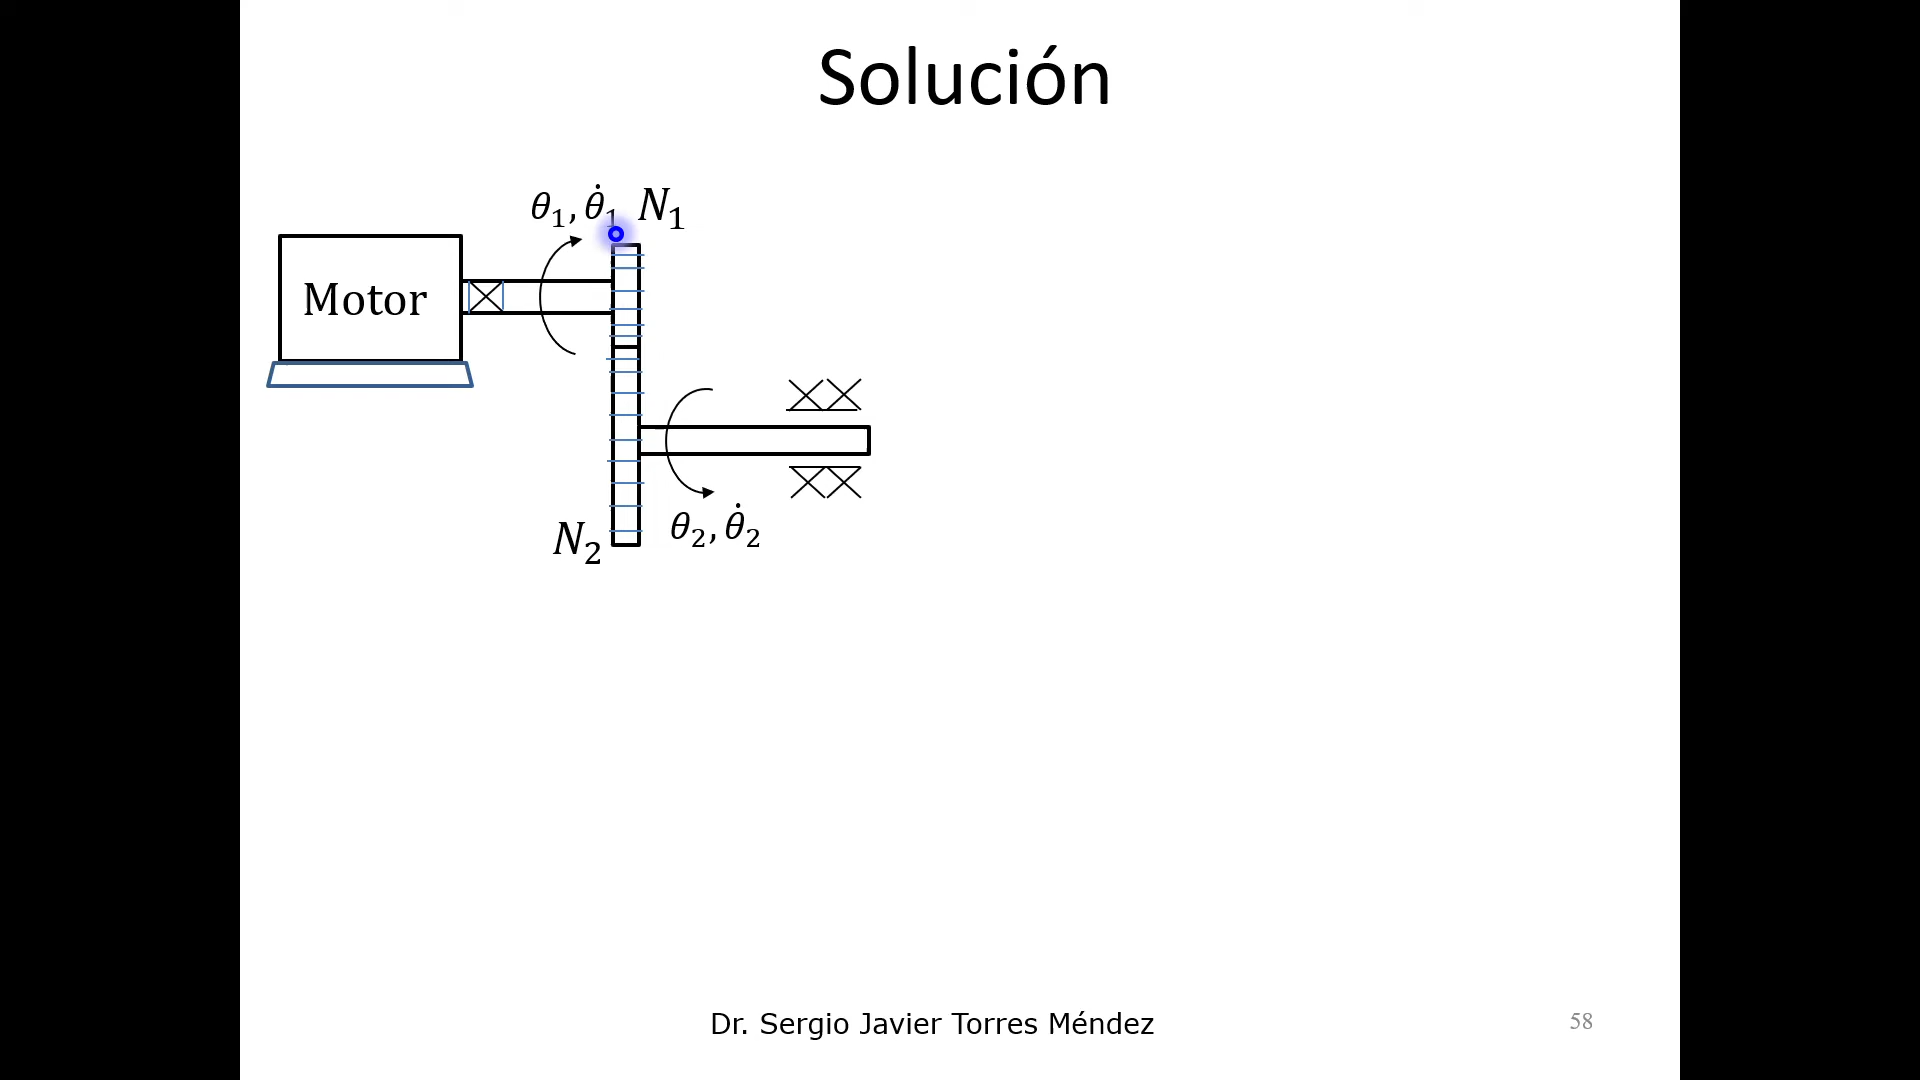 Solución
θ₁, θ̇₁ N₁
Motor
N₂ θ₂, θ̇₂
Dr. Sergio Javier Torres Méndez
58